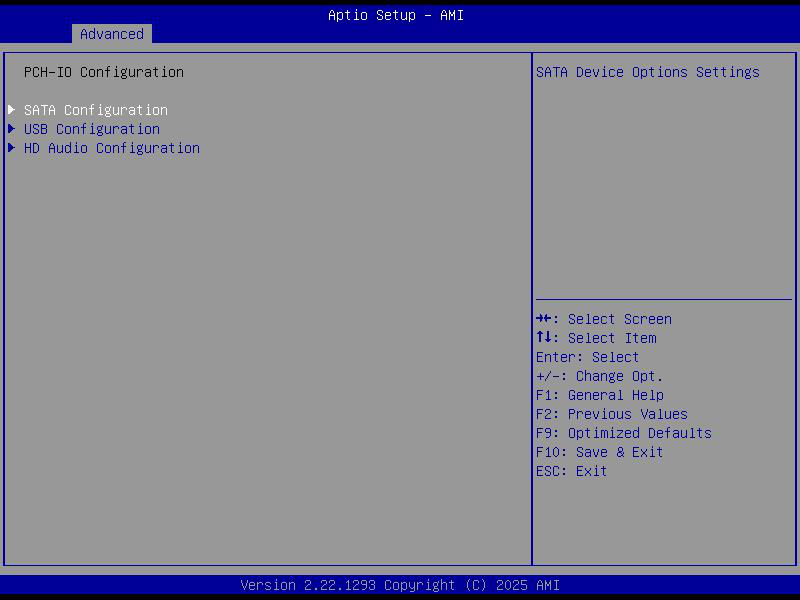 Aptio Setup – AMI
Advanced
PCH-IO Configuration
SATA Device Options Settings
SATA Configuration
USB Configuration
HD Audio Configuration
→←: Select Screen
↑↓: Select Item
Enter: Select
+/-: Change Opt.
F1: General Help
F2: Previous Values
F9: Optimized Defaults
F10: Save & Exit
ESC: Exit
Version 2.22.1293 Copyright (C) 2025 AMI